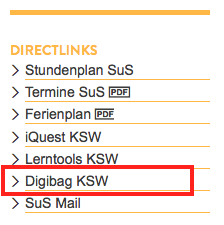 DIRECTLINKS
> Stundenplan SuS
> Termine SuS PDF
> Ferienplan PDF
> iQuest KSW
> Lerntools KSW
> Digibag KSW
> SuS Mail